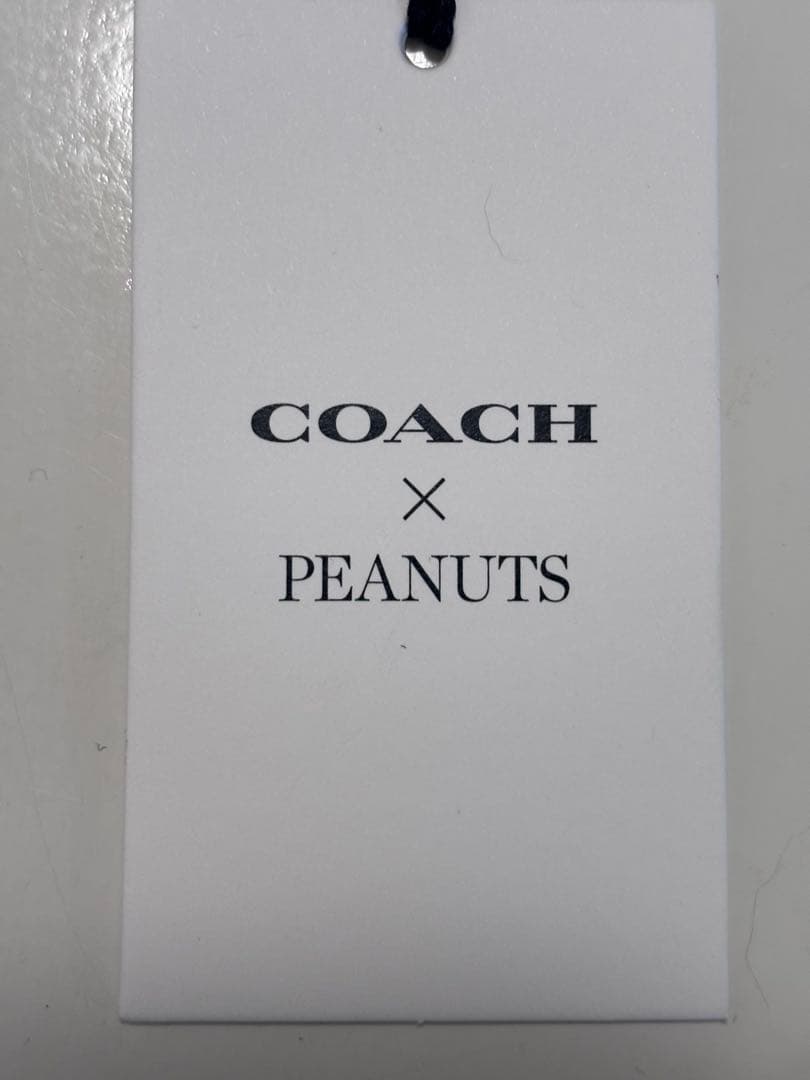 COACH
×
PEANUTS